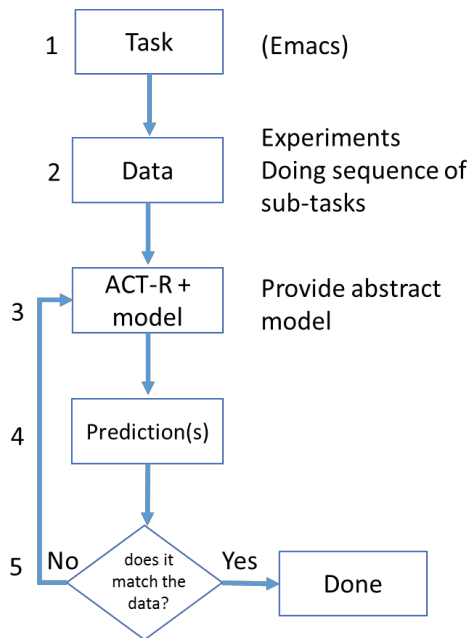 1
Task
(Emacs)
2
Data
Experiments
Doing sequence of
sub-tasks
3
ACT-R +
model
Provide abstract
model
4
Prediction(s)
5
No
does it
match the
data?
Yes
Done